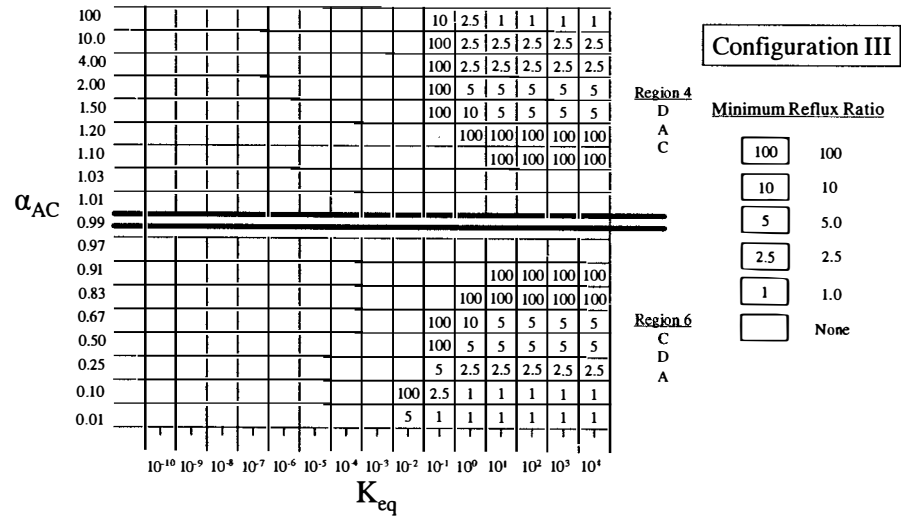 100 10 2.5 1 1 1 1
10.0 100 2.5 2.5 2.5 2.5 2.5
4.00 100 2.5 2.5 2.5 2.5 2.5
2.00 100 5 5 5 5 5
1.50 100 10 5 5 5 5
1.20 100 100 100 100 100
1.10 100 100 100 100
1.03
1.01
αAC
0.99
0.97
0.91 100 100 100 100
0.83 100 100 100 100 100
0.67 100 10 5 5 5 5
0.50 100 5 5 5 5 5
0.25 5 2.5 2.5 2.5 2.5 2.5
0.10 100 2.5 1 1 1 1
0.01 5 1 1 1 1 1
10⁻¹⁰ 10⁻⁹ 10⁻⁸ 10⁻⁷ 10⁻⁶ 10⁻⁵ 10⁻⁴ 10⁻³ 10⁻² 10⁻¹ 10⁰ 10¹ 10² 10³ 10⁴
Keq
Region 4
D
A
C
Region 6
C
D
A
Configuration III
Minimum Reflux Ratio
100 100
10 10
5 5.0
2.5 2.5
1 1.0
None